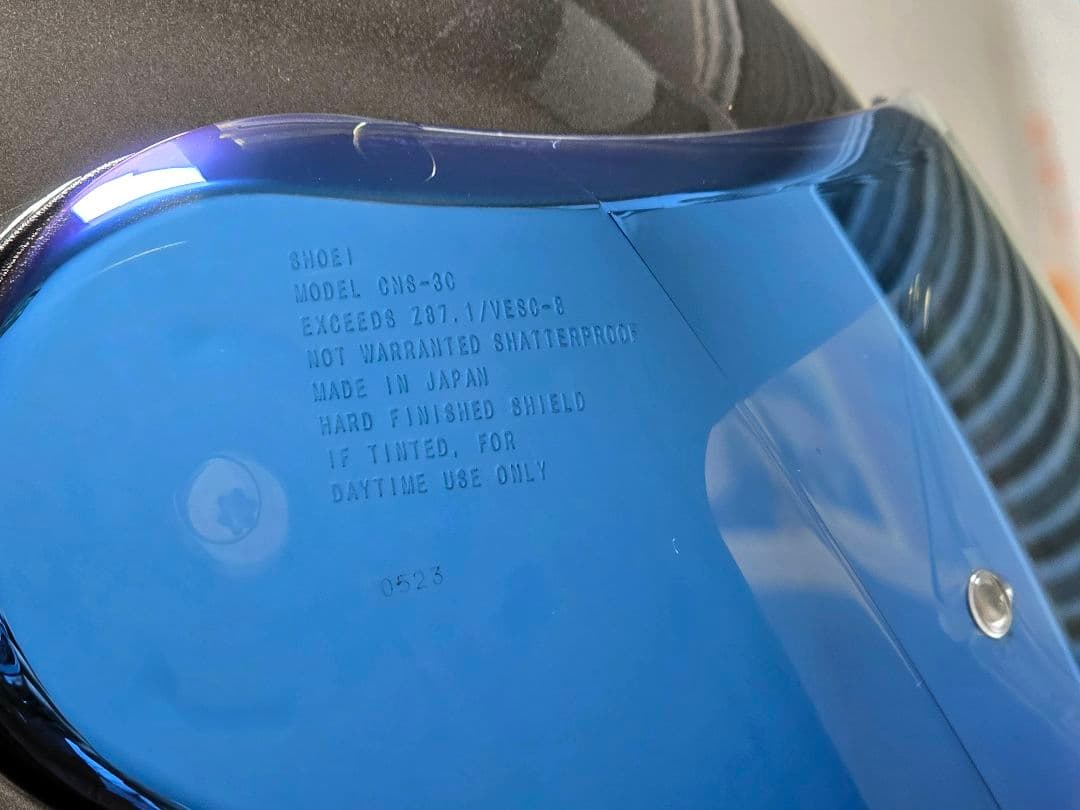 SHOEI
MODEL CNS-3C
EXCEEDS Z87.1/VESC-8
NOT WARRANTED SHATTERPROOF
MADE IN JAPAN
HARD FINISHED SHIELD
IF TINTED, FOR
DAYTIME USE ONLY
0523